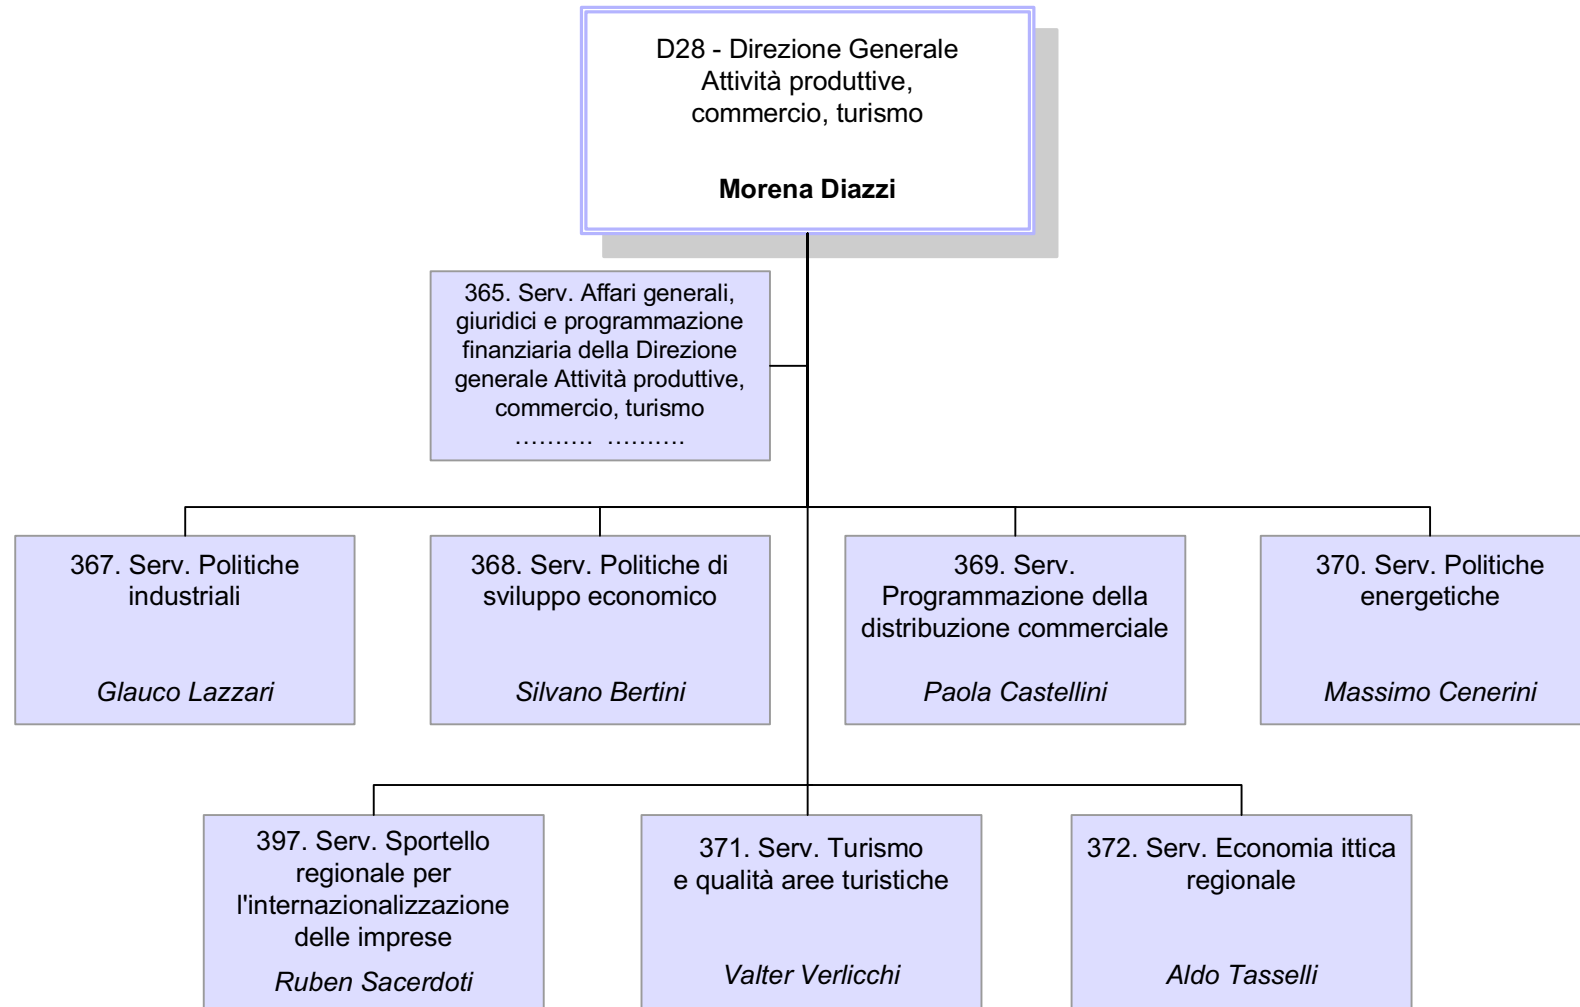 D28 - Direzione Generale
Attività produttive,
commercio, turismo
Morena Diazzi
365. Serv. Affari generali,
giuridici e programmazione
finanziaria della Direzione
generale Attività produttive,
commercio, turismo
.......... ..........
367. Serv. Politiche
industriali
Glauco Lazzari
368. Serv. Politiche di
sviluppo economico
Silvano Bertini
369. Serv.
Programmazione della
distribuzione commerciale
Paola Castellini
370. Serv. Politiche
energetiche
Massimo Cenerini
397. Serv. Sportello
regionale per
l'internazionalizzazione
delle imprese
Ruben Sacerdoti
371. Serv. Turismo
e qualità aree turistiche
Valter Verlicchi
372. Serv. Economia ittica
regionale
Aldo Tasselli